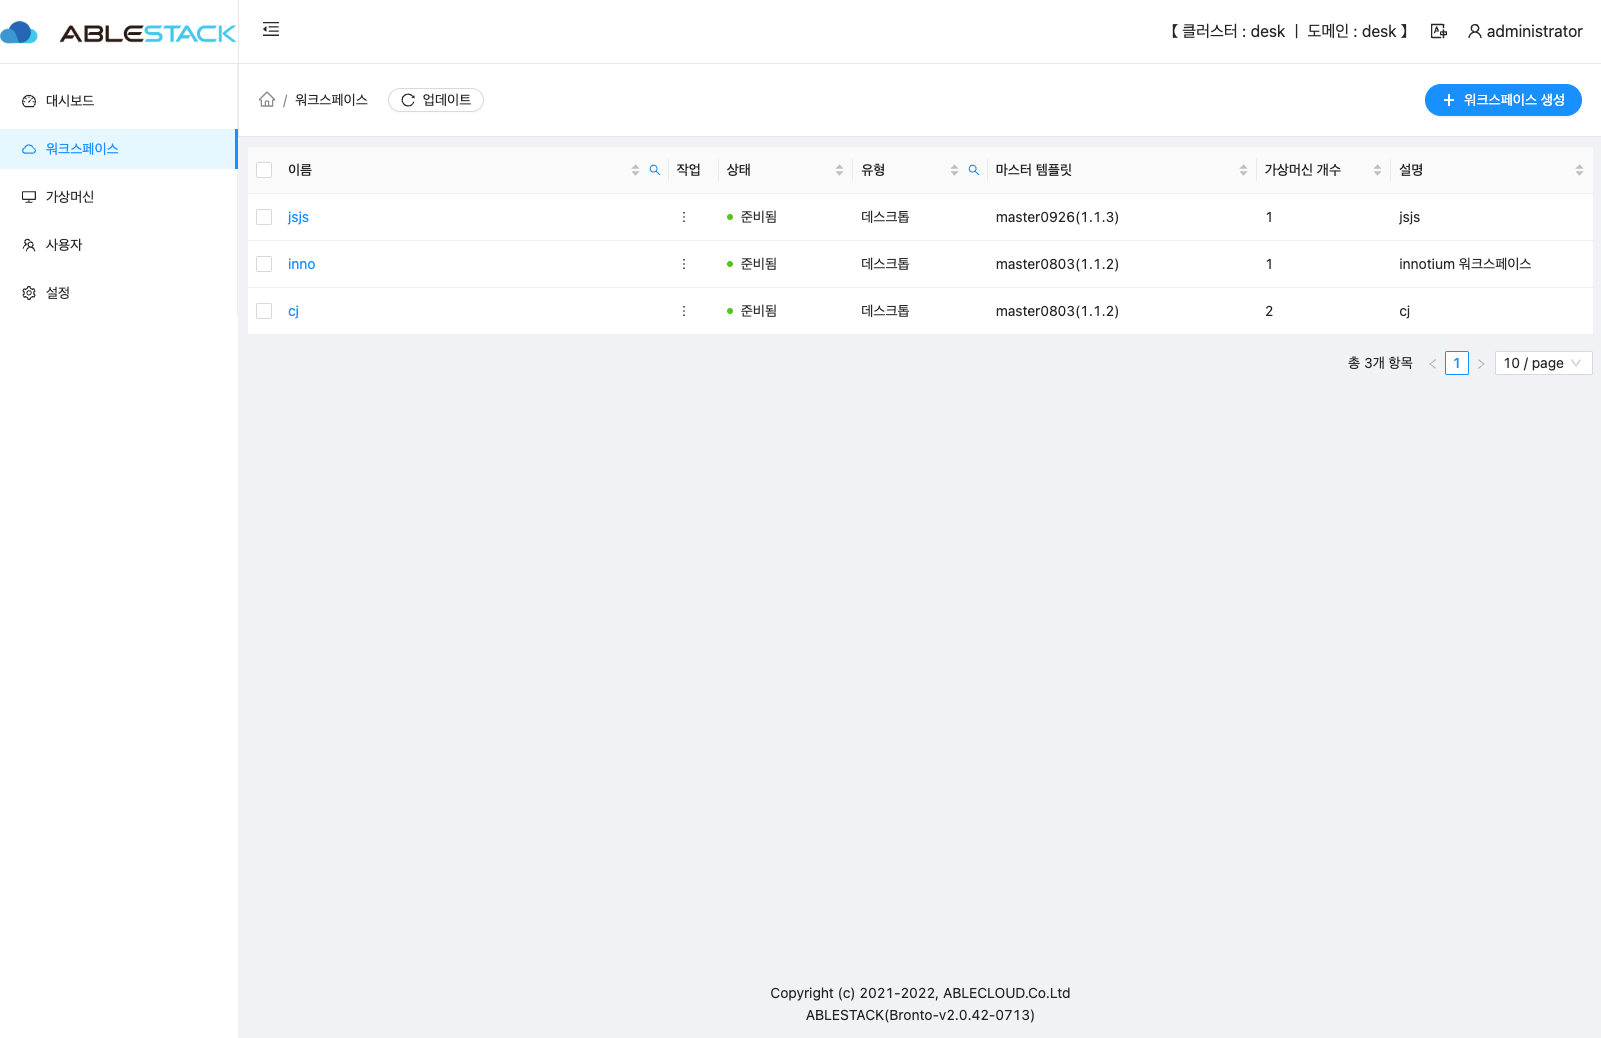 ABLESTACK
【 클러스터 : desk ㅣ 도메인 : desk 】 administrator
대시보드
워크스페이스
가상머신
사용자
설정
/ 워크스페이스 업데이트
워크스페이스 생성
이름 작업 상태 유형 마스터 템플릿 가상머신 개수 설명
jsjs 준비됨 데스크톱 master0926(1.1.3) 1 jsjs
inno 준비됨 데스크톱 master0803(1.1.2) 1 innotium 워크스페이스
cj 준비됨 데스크톱 master0803(1.1.2) 2 cj
총 3개 항목 < 1 > 10 / page
Copyright (c) 2021-2022, ABLECLOUD.Co.Ltd
ABLESTACK(Bronto-v2.0.42-0713)